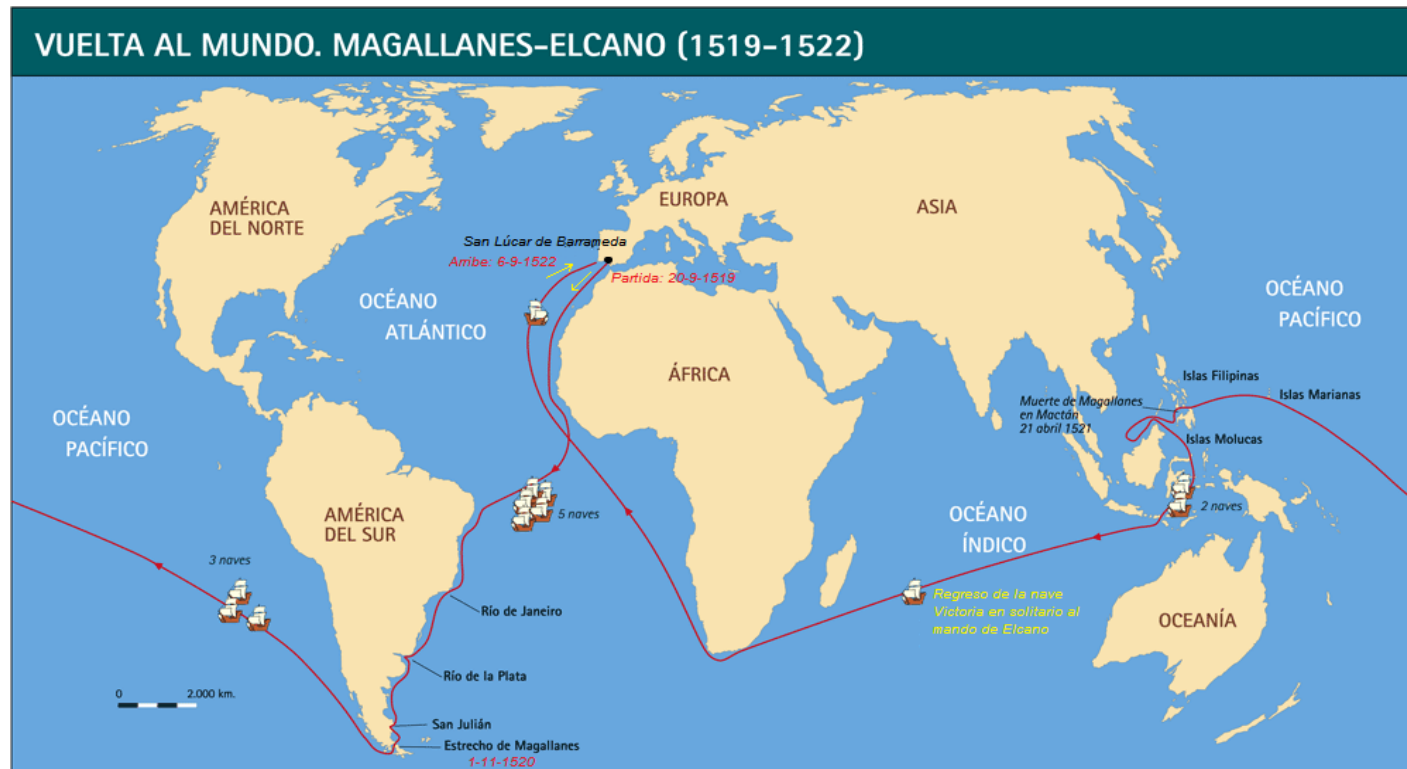 VUELTA AL MUNDO. MAGALLANES-ELCANO (1519-1522)
AMÉRICA
DEL NORTE
EUROPA
ASIA
San Lúcar de Barrameda
Arribe: 6-9-1522
Partida: 20-9-1519
OCÉANO
ATLÁNTICO
OCÉANO
PACÍFICO
ÁFRICA
Islas Filipinas
Islas Marianas
Muerte de Magallanes
en Mactán
21 abril 1521
Islas Molucas
OCÉANO
PACÍFICO
AMÉRICA
DEL SUR
5 naves
2 naves
OCÉANO
ÍNDICO
3 naves
Regreso de la nave
Victoria en solitario al
mando de Elcano
Río de Janeiro
OCEANÍA
Río de la Plata
0 2.000 km.
San Julián
Estrecho de Magallanes
1-11-1520